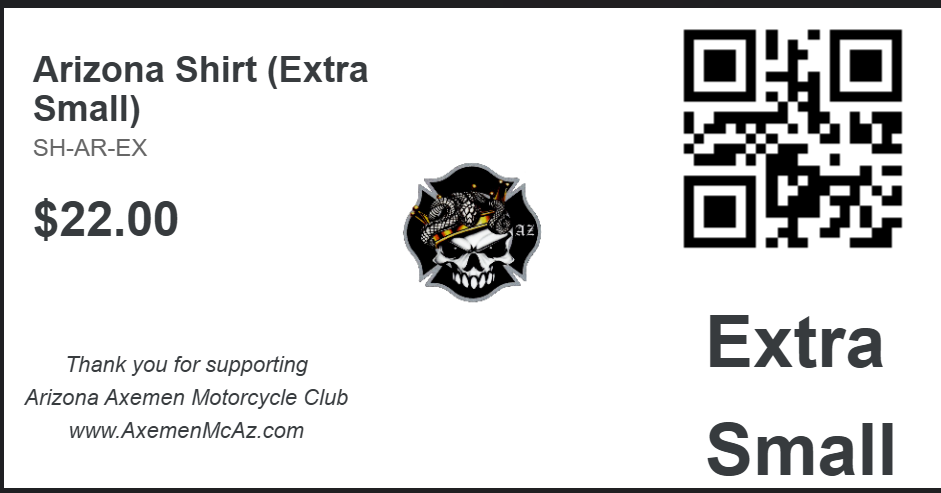 Arizona Shirt (Extra
Small)
SH-AR-EX
$22.00
AZ
Thank you for supporting
Arizona Axemen Motorcycle Club
www.AxemenMcAz.com
Extra
Small